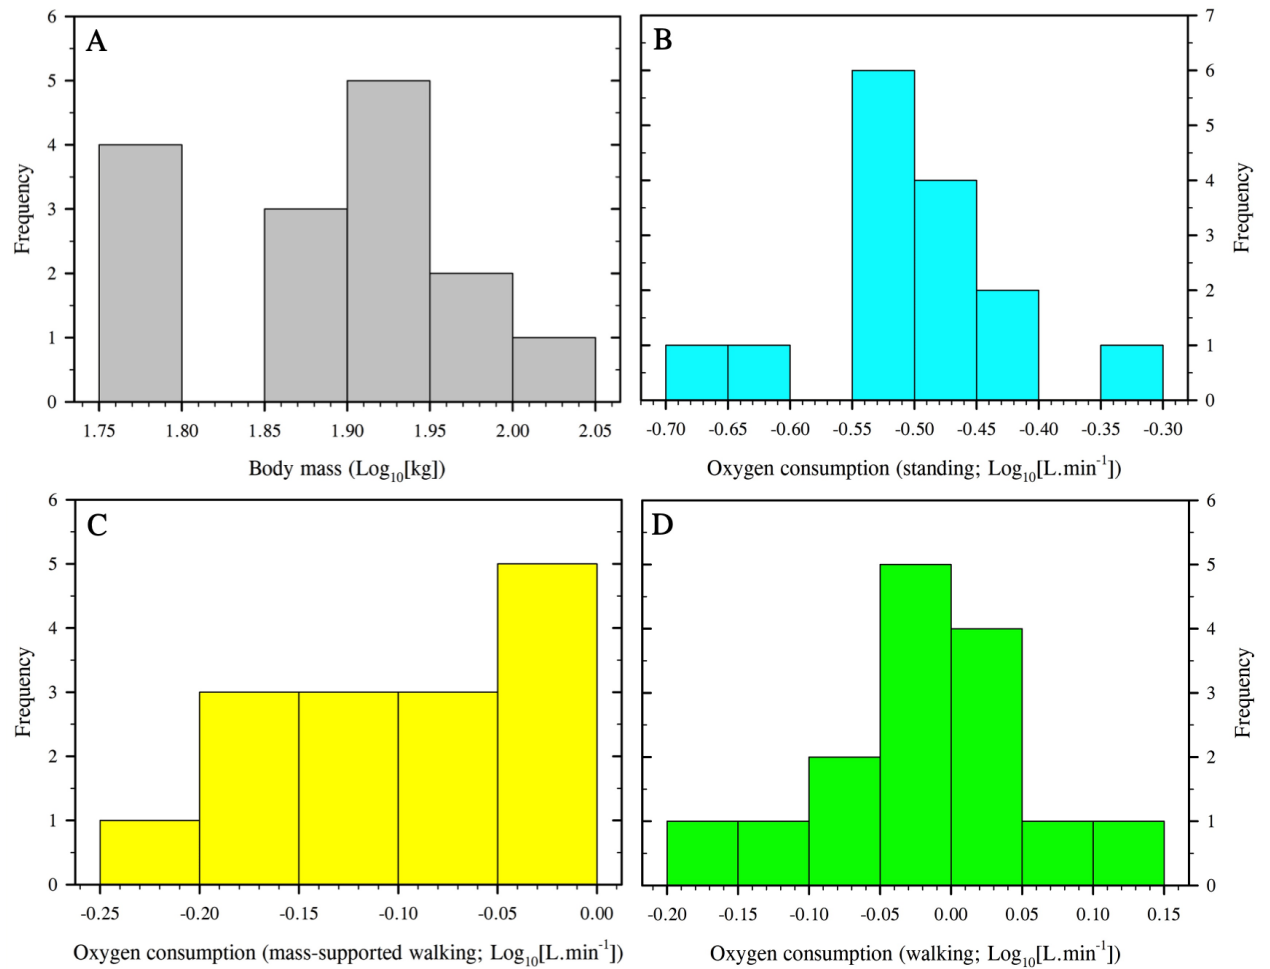 A
6
5
4
3
2
1
0
Frequency
1.75 1.80 1.85 1.90 1.95 2.00 2.05
Body mass (Log10[kg])
B
7
6
5
4
3
2
1
0
Frequency
-0.70 -0.65 -0.60 -0.55 -0.50 -0.45 -0.40 -0.35 -0.30
Oxygen consumption (standing; Log10[L.min-1])
C
6
5
4
3
2
1
0
Frequency
-0.25 -0.20 -0.15 -0.10 -0.05 0.00
Oxygen consumption (mass-supported walking; Log10[L.min-1])
D
6
5
4
3
2
1
0
Frequency
-0.20 -0.15 -0.10 -0.05 0.00 0.05 0.10 0.15
Oxygen consumption (walking; Log10[L.min-1])